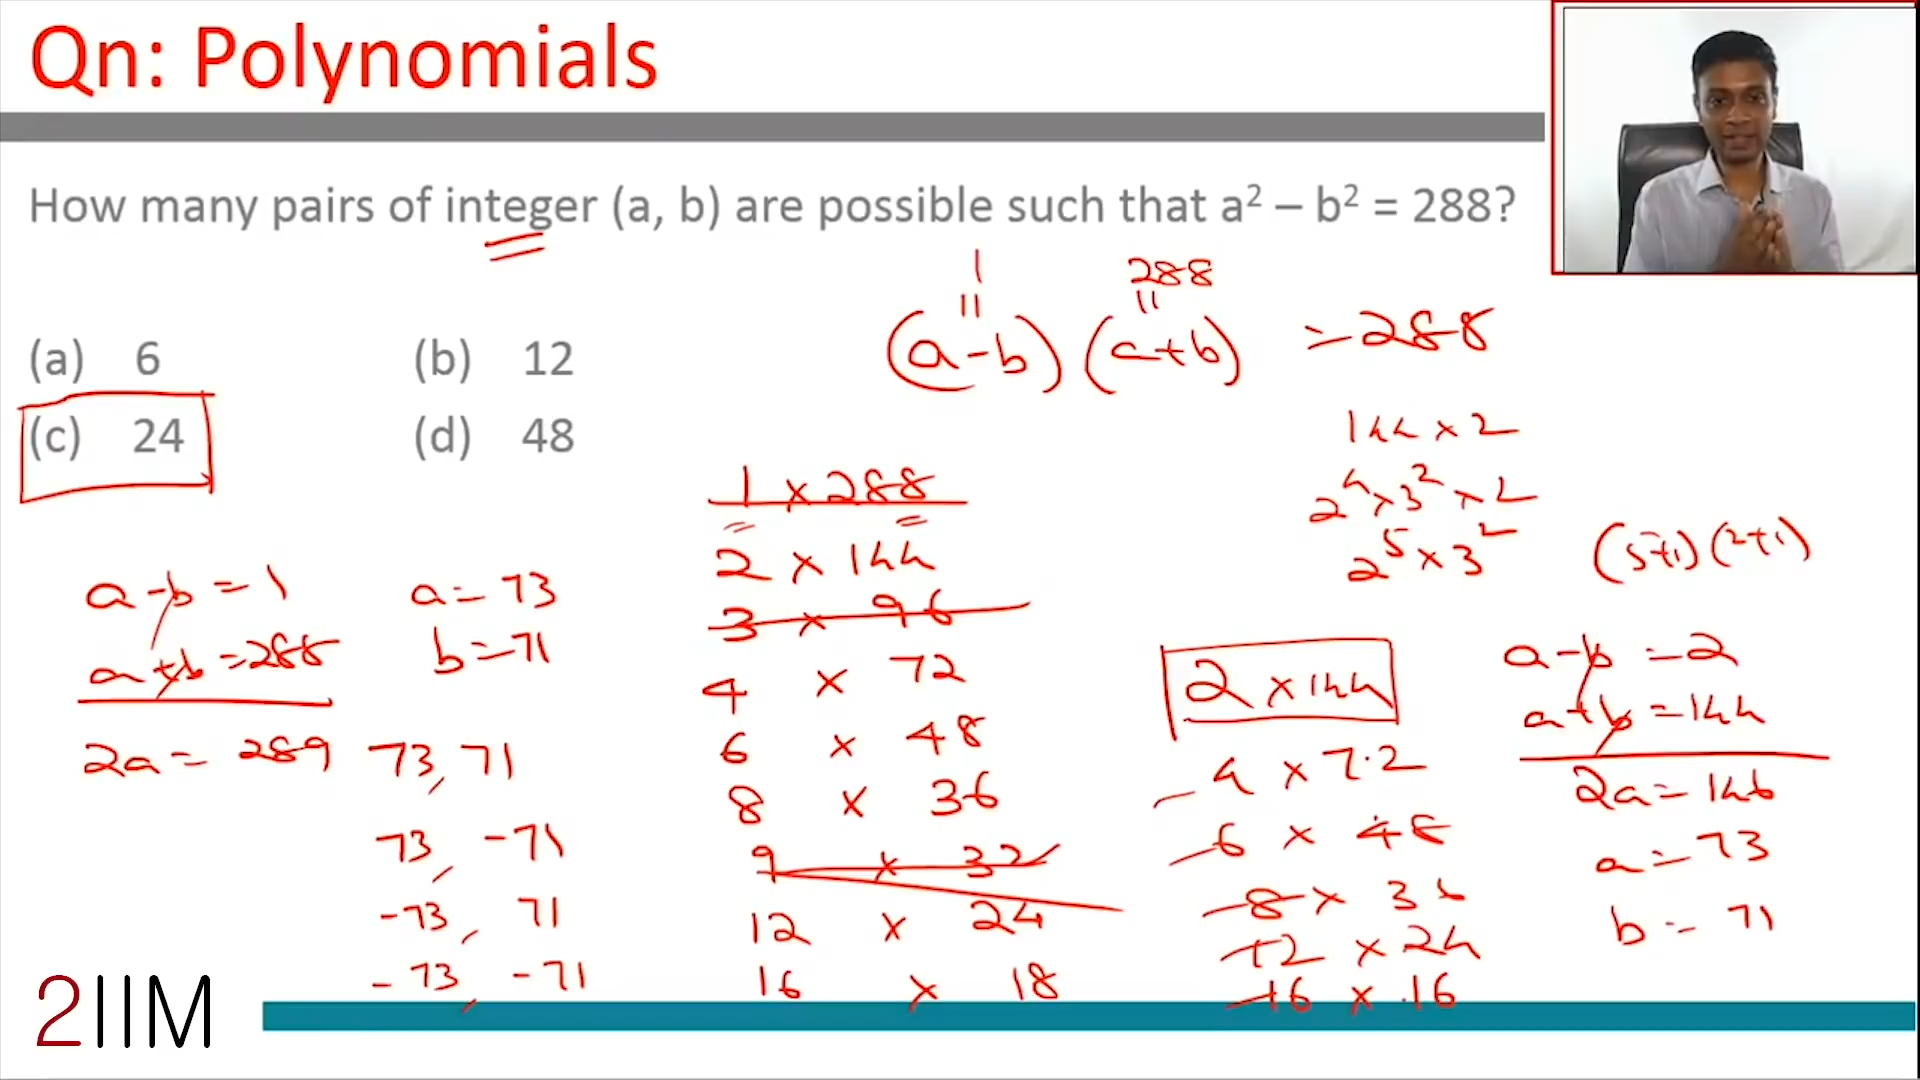 Qn: Polynomials
How many pairs of integer (a, b) are possible such that a² – b² = 288?
(a) 6
(b) 12
(c) 24
(d) 48
1
=
288
=
(a-b) (a+b) = 288
144 x 2
2⁴ x 3² x 2
2⁵ x 3²
(5+1) (2+1)
1 x 288
2 x 144
3 x 96
4 x 72
6 x 48
8 x 36
9 x 32
12 x 24
16 x 18
a-b = 1
a+b = 288
2a = 289
a = 73
b = 71
73, 71
73, -71
-73, 71
-73, -71
2 x 144
4 x 72
6 x 48
8 x 36
12 x 24
16 x 16
a-b = 2
a+b = 144
2a = 146
a = 73
b = 71
2IIM